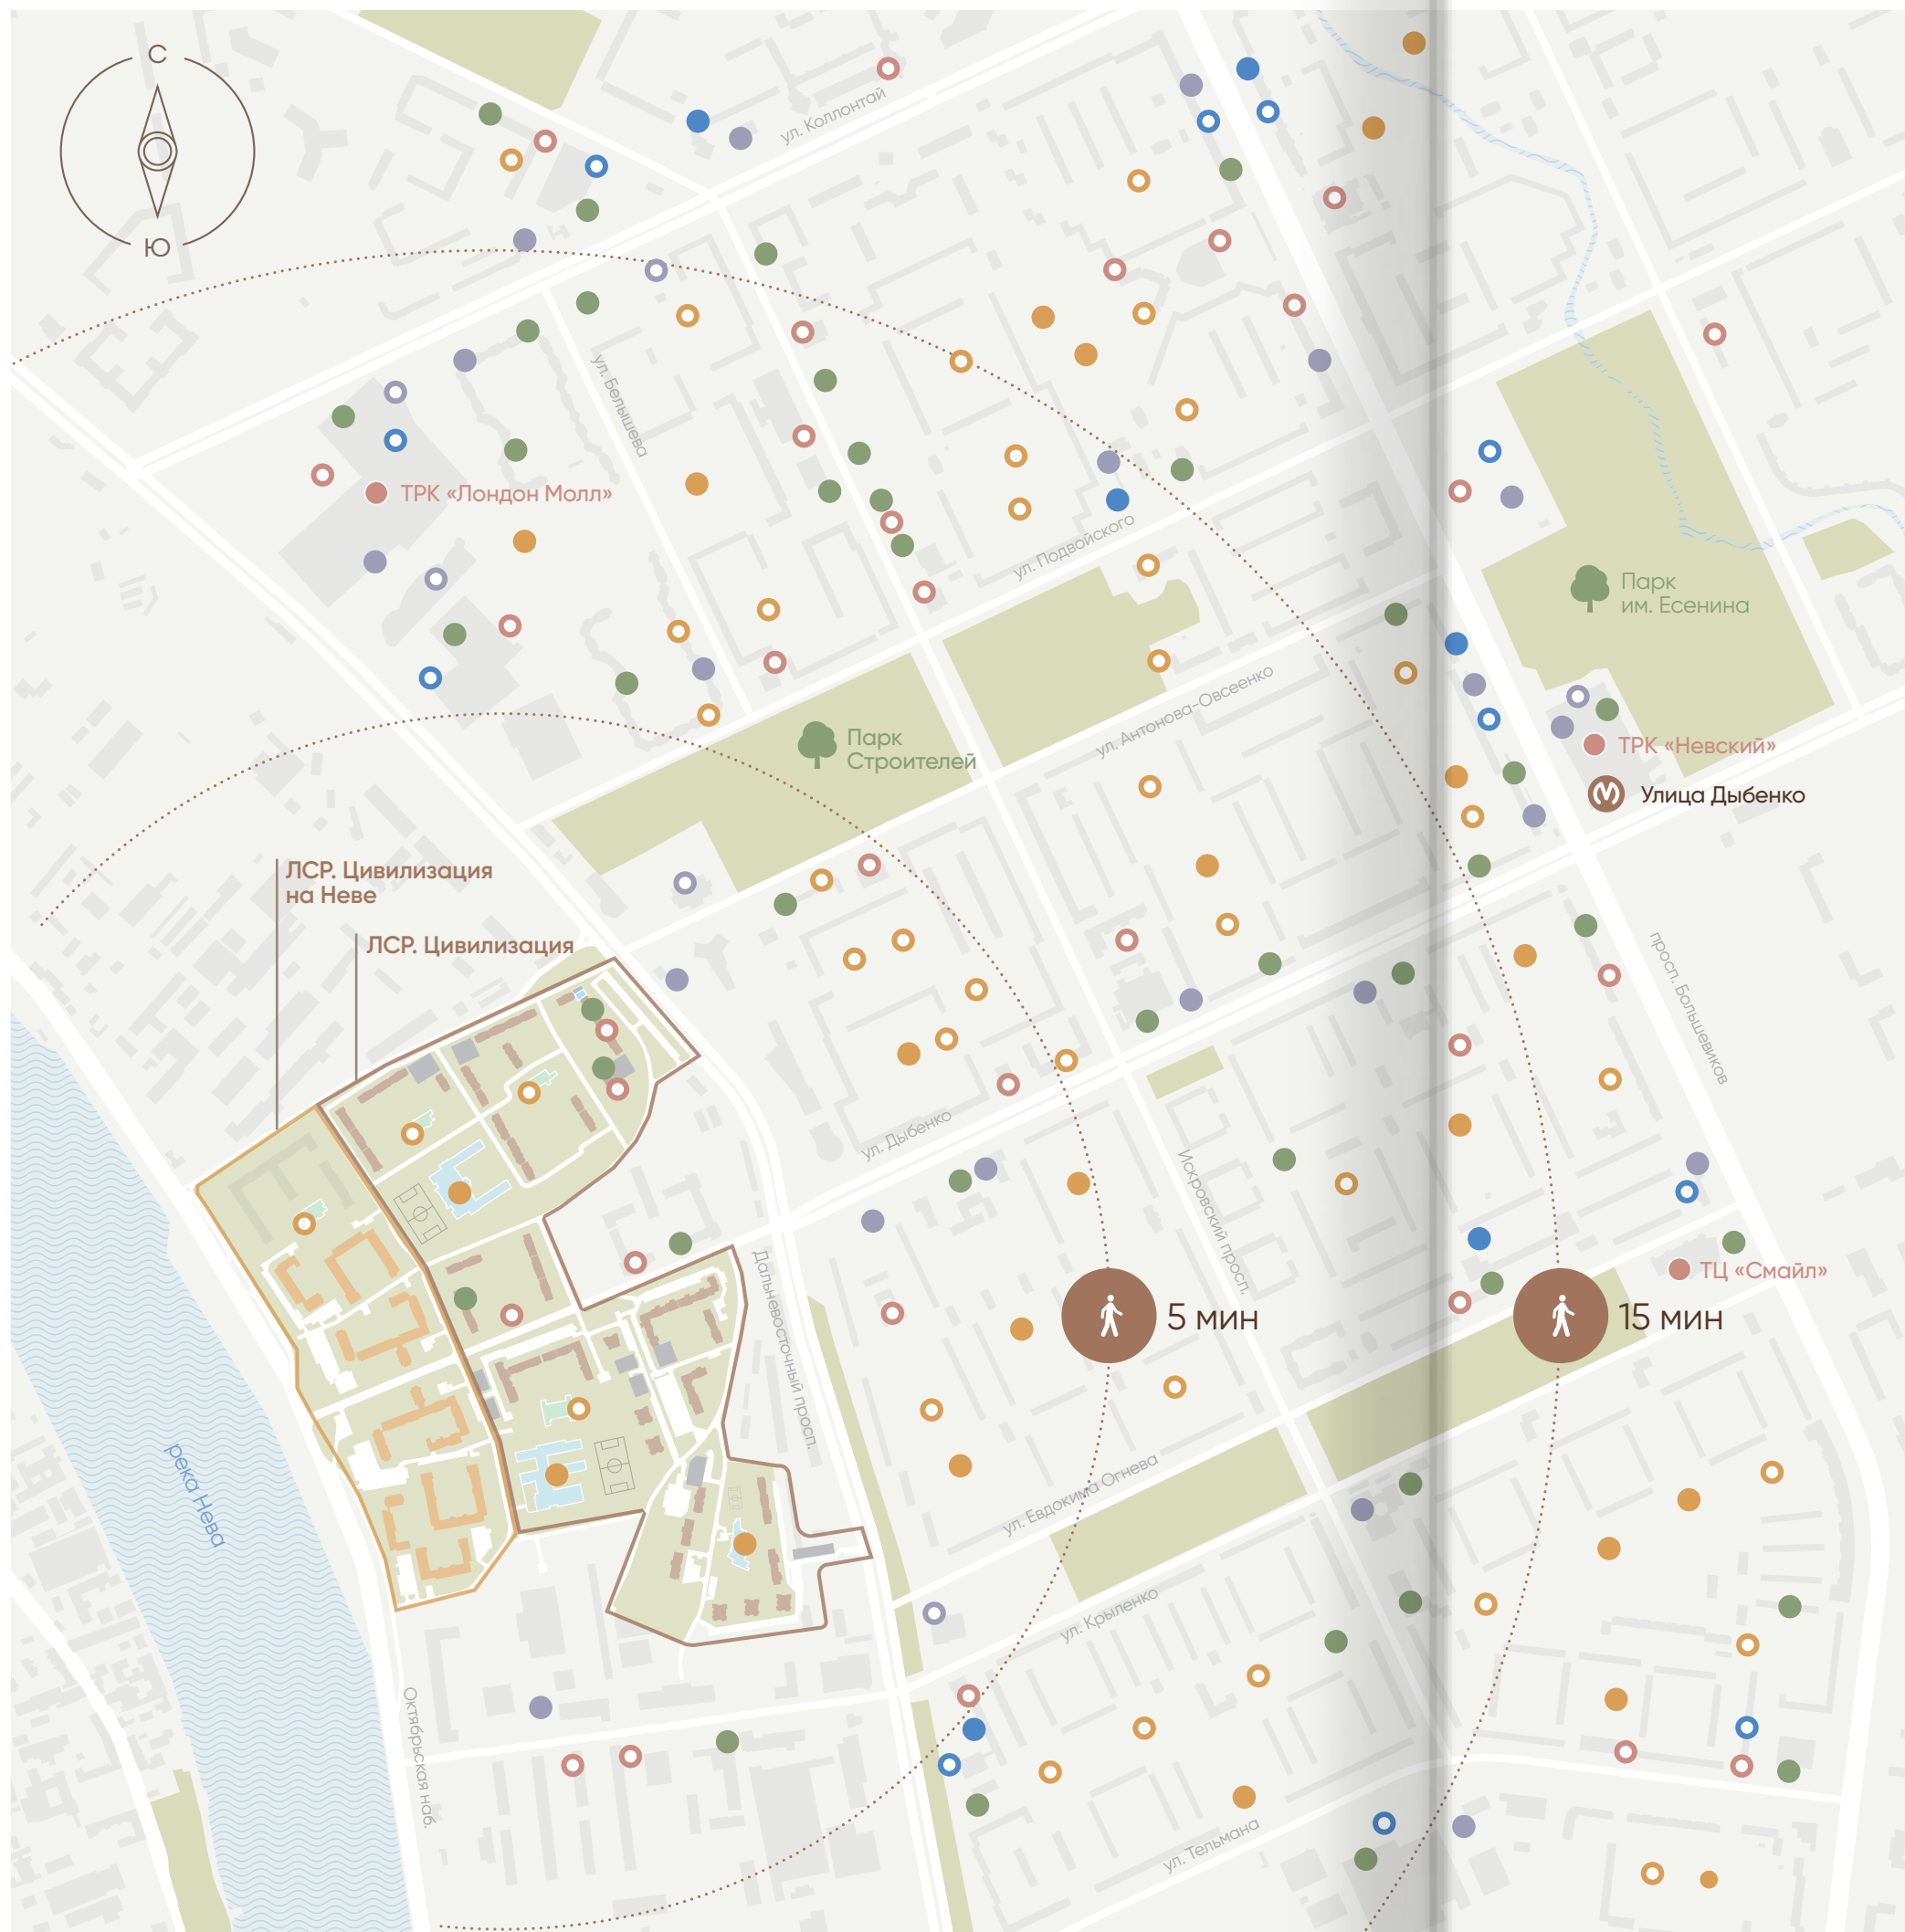 С
Ю
ул. Коллонтай
ул. Белышева
ТРК «Лондон Молл»
ул. Подвойского
Парк
им. Есенина
ул. Антонова-Овсеенко
Парк
Строителей
ТРК «Невский»
Улица Дыбенко
ЛСР. Цивилизация
на Неве
ЛСР. Цивилизация
просп. Большевиков
ул. Дыбенко
Искровский просп.
Дальневосточный просп.
ТЦ «Смайл»
5 мин
15 мин
река Нева
ул. Евдокима Огнева
ул. Крыленко
Октябрьская наб.
ул. Тельмана